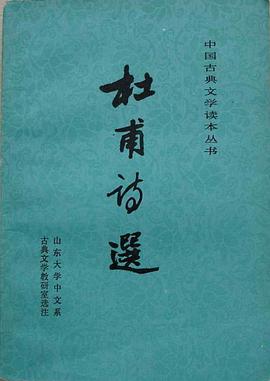 中国古典文学读本丛书
杜甫诗選
山东大学中文系
古典文学教研室选注